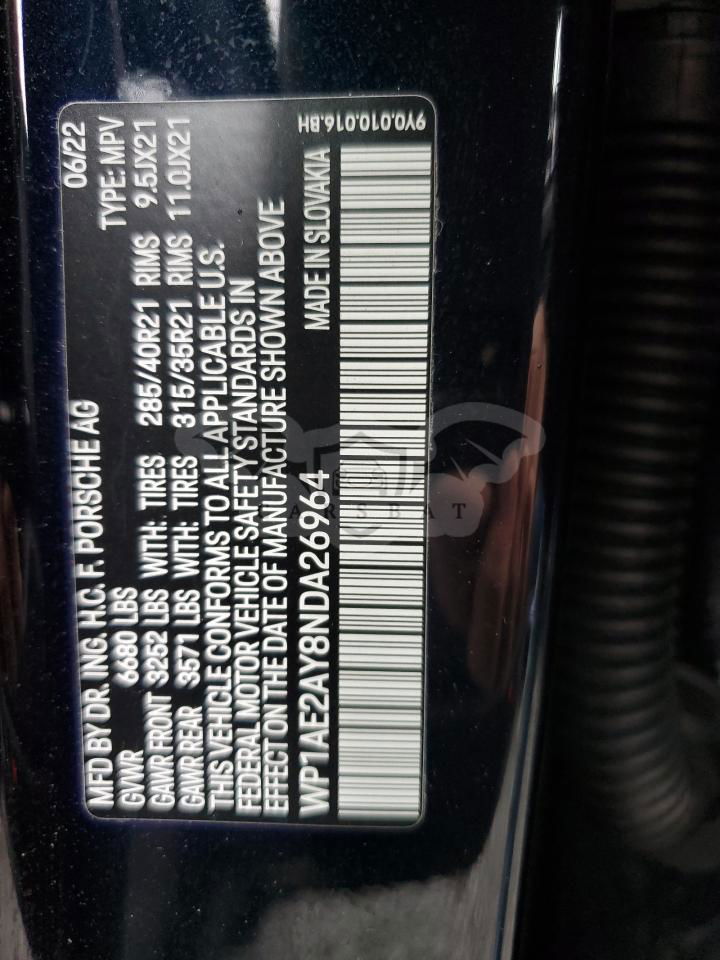 MFD BY DR. ING. H.C. F. PORSCHE AG 06/22
GVWR 6680 LBS TYPE: MPV
GAWR FRONT 3252 LBS WITH: TIRES 285/40R21 RIMS 9.5JX21
GAWR REAR 3571 LBS WITH: TIRES 315/35R21 RIMS 11.0JX21
THIS VEHICLE CONFORMS TO ALL APPLICABLE U.S.
FEDERAL MOTOR VEHICLE SAFETY STANDARDS IN
EFFECT ON THE DATE OF MANUFACTURE SHOWN ABOVE
WP1AE2AY8NDA26964 MADE IN SLOVAKIA
9Y0.010.016.BH
CARSBAT